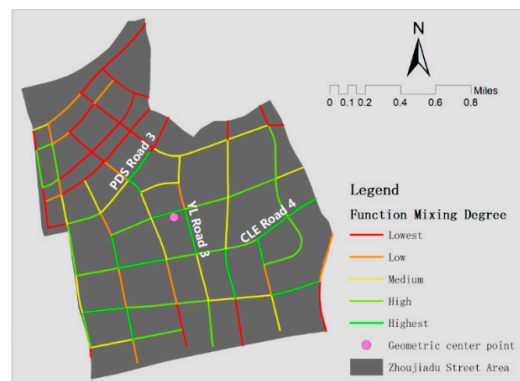 N
Miles
0 0.1 0.2 0.4 0.6 0.8
PDS Road 3
YL Road 3
CLE Road 4
Legend
Function Mixing Degree
Lowest
Low
Medium
High
Highest
Geometric center point
Zhoujiadu Street Area